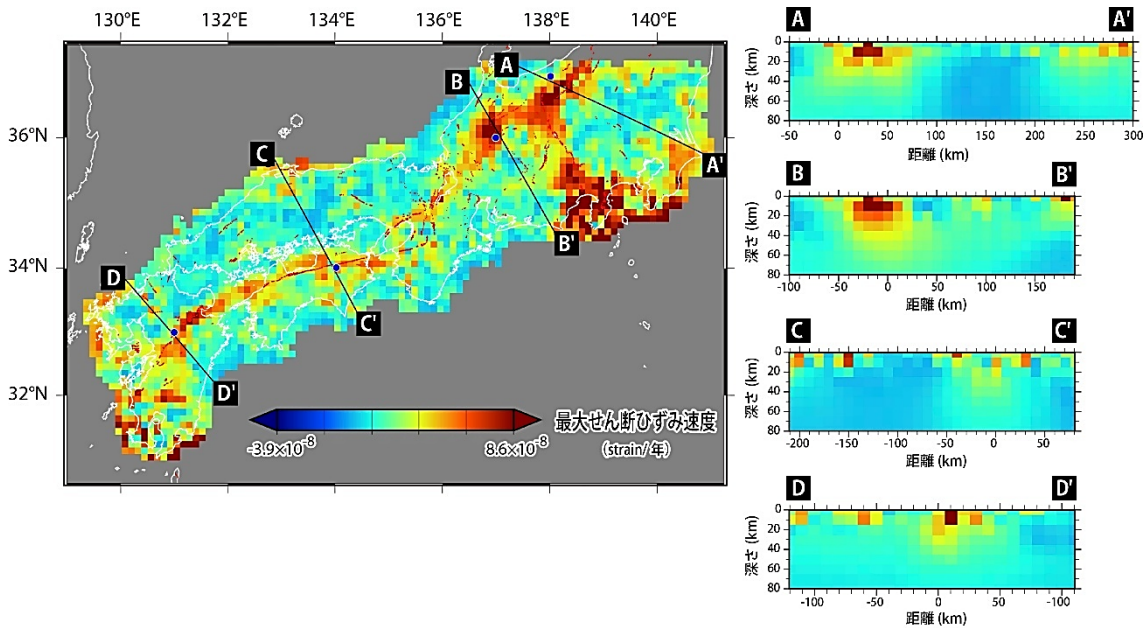 130°E 132°E 134°E 136°E 138°E 140°E
36°N
34°N
32°N
A
A'
B
B'
C
C'
D
D'
最大せん断ひずみ速度
(strain/年)
-3.9×10⁻⁸
8.6×10⁻⁸
A A'
深さ (km)
0
20
40
60
80
-50 0 50 100 150 200 250 300
距離 (km)
B B'
深さ (km)
0
20
40
60
80
-100 -50 0 50 100 150
距離 (km)
C C'
深さ (km)
0
20
40
60
80
-200 -150 -100 -50 0 50
距離 (km)
D D'
深さ (km)
0
20
40
60
80
-100 -50 0 50 -100
距離 (km)